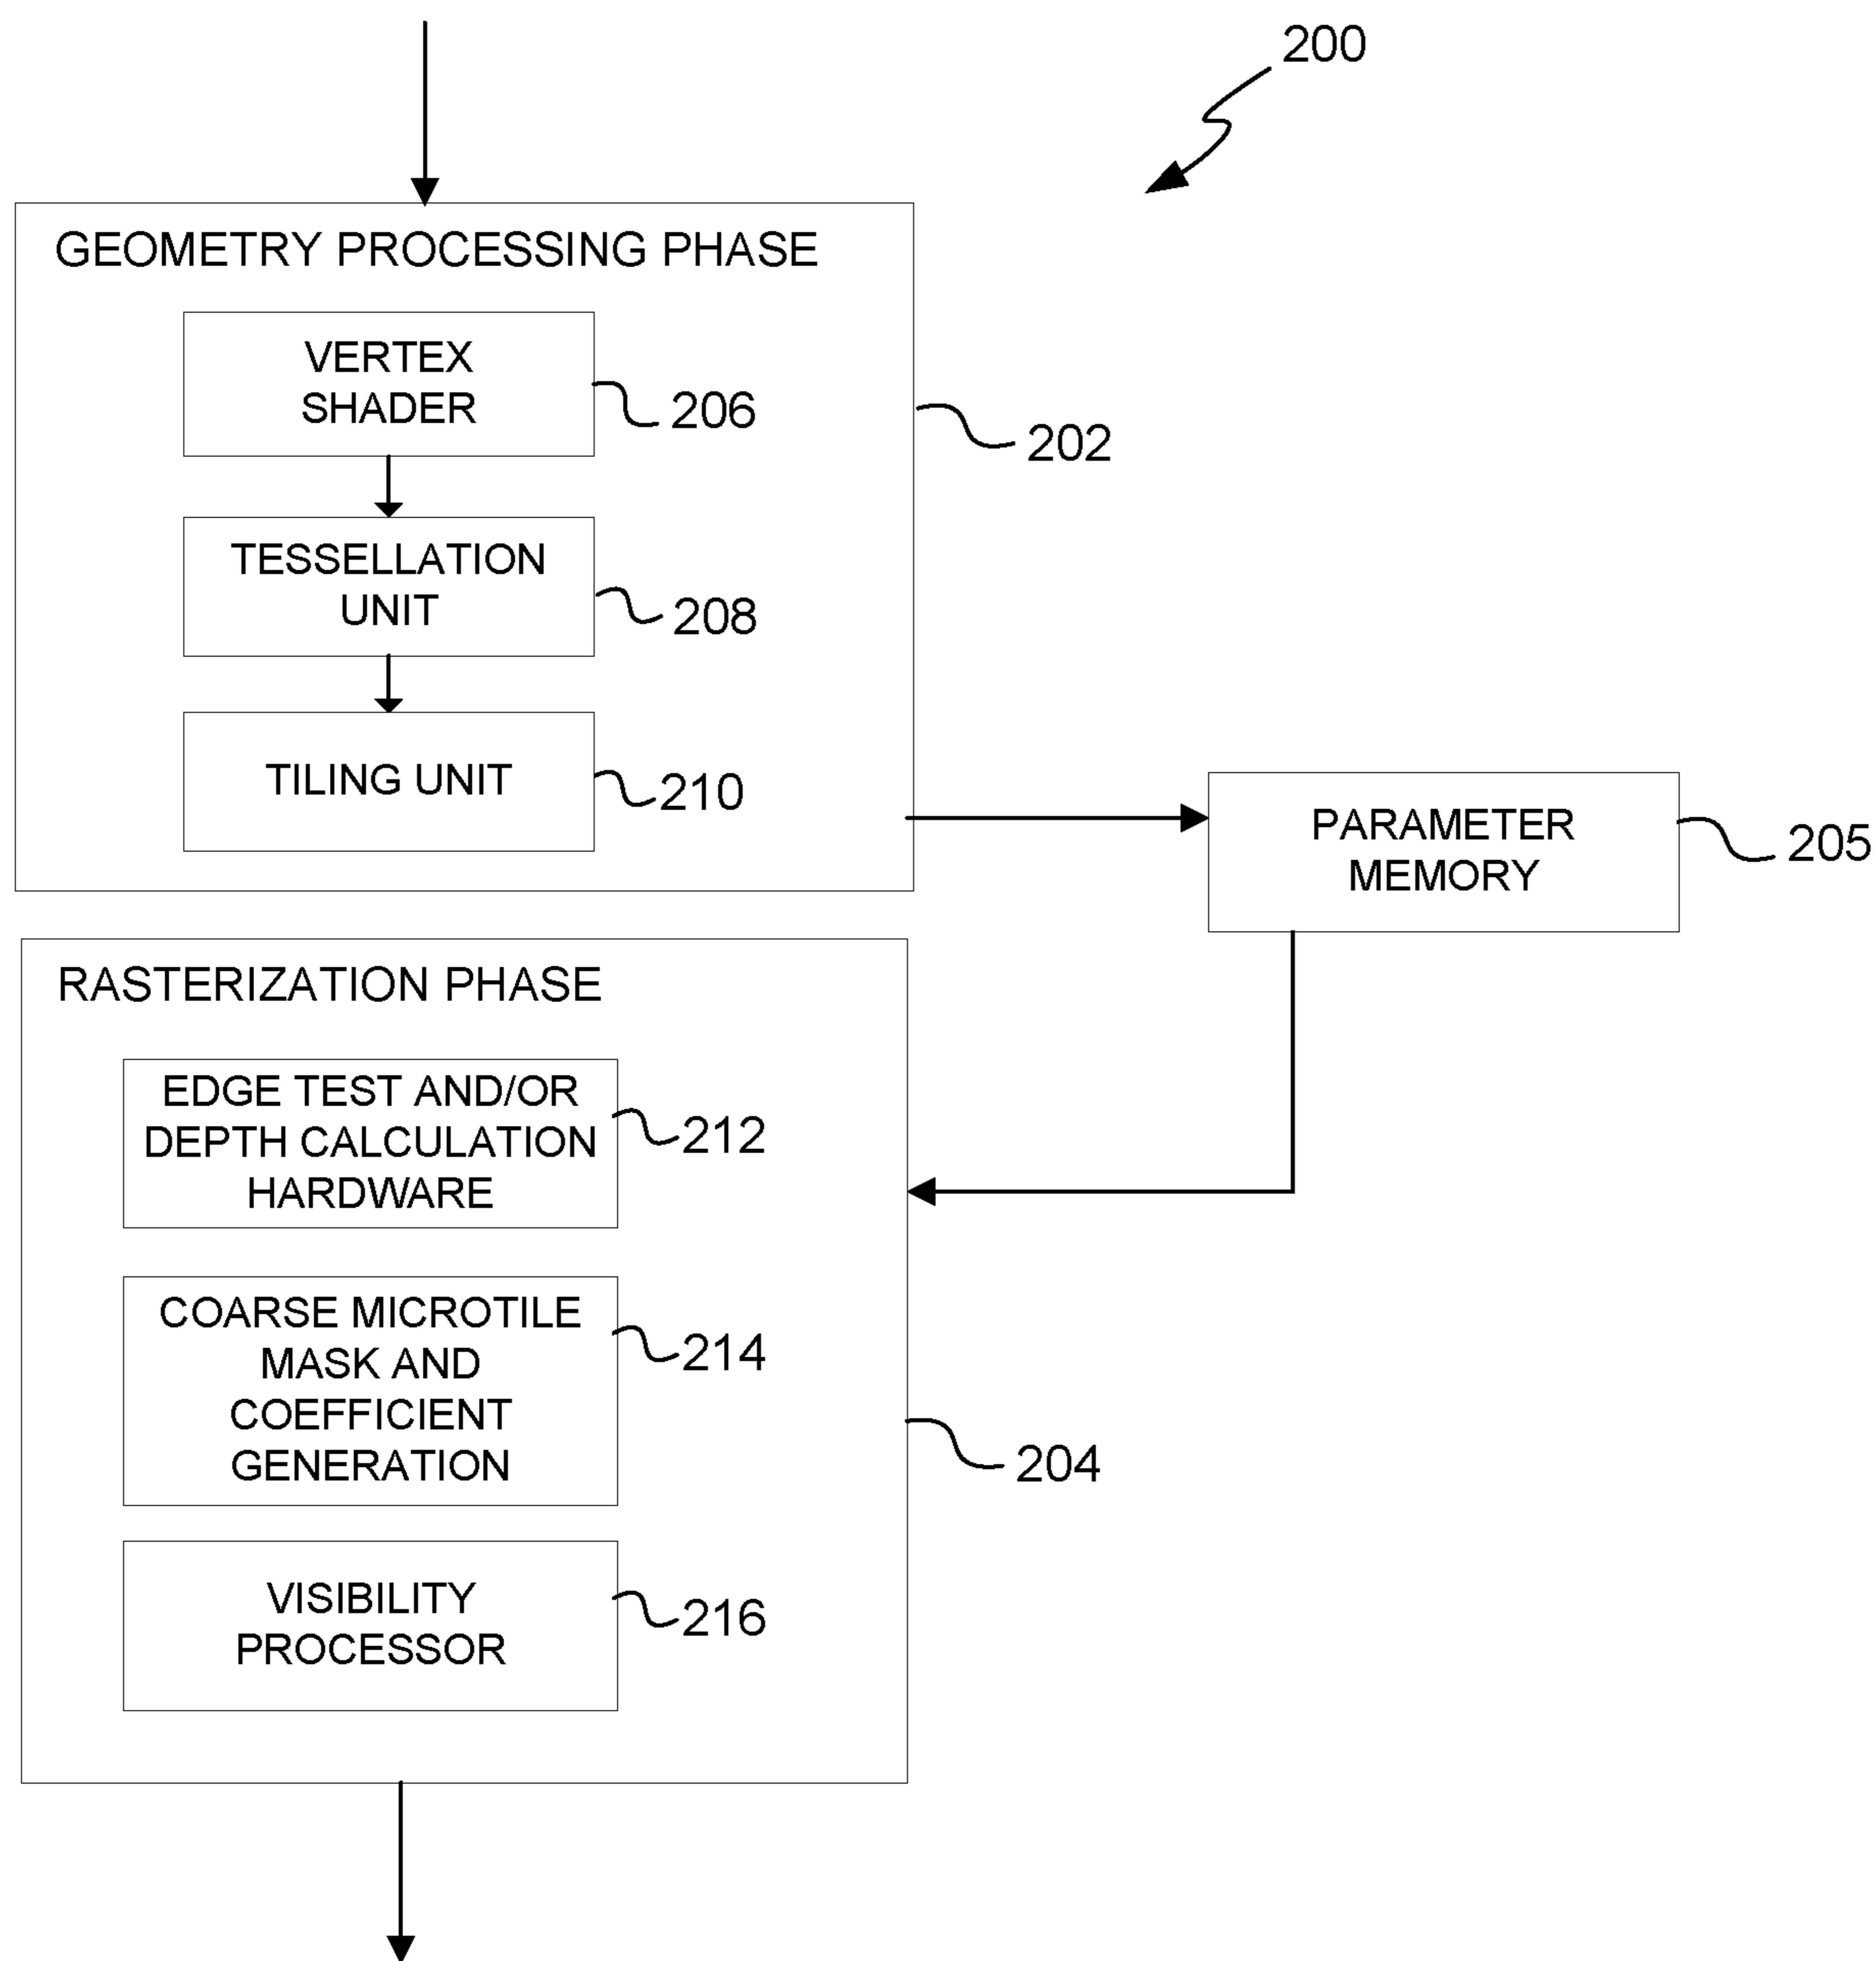 200
GEOMETRY PROCESSING PHASE
VERTEX
SHADER
206
202
TESSELLATION
UNIT
208
TILING UNIT
210
PARAMETER
MEMORY
205
RASTERIZATION PHASE
EDGE TEST AND/OR
DEPTH CALCULATION
HARDWARE
212
COARSE MICROTILE
MASK AND
COEFFICIENT
GENERATION
214
204
VISIBILITY
PROCESSOR
216